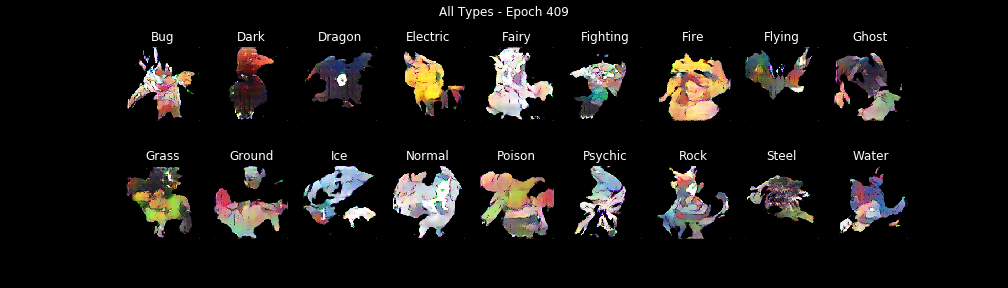 All Types - Epoch 409
Bug Dark Dragon Electric Fairy Fighting Fire Flying Ghost
Grass Ground Ice Normal Poison Psychic Rock Steel Water